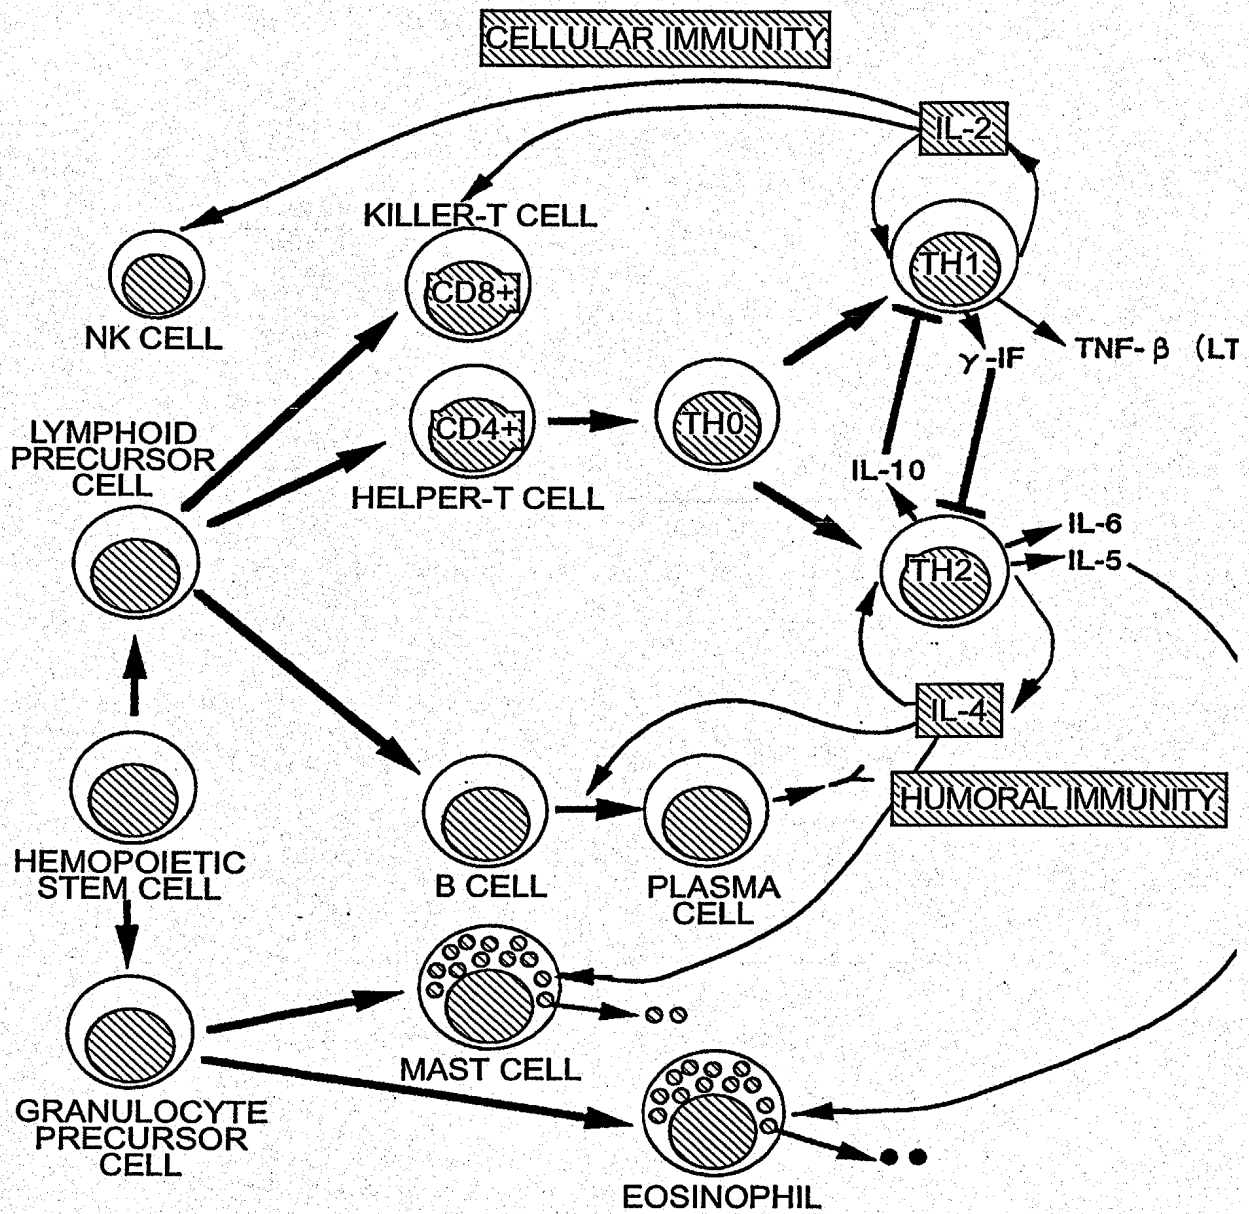 CELLULAR IMMUNITY
IL-2
KILLER-T CELL
TH1
CD8+
NK CELL
γ-IF
TNF-β (LT
LYMPHOID
PRECURSOR
CELL
CD4+
TH0
HELPER-T CELL
IL-10
IL-6
IL-5
TH2
IL-4
HUMORAL IMMUNITY
HEMOPOIETIC
STEM CELL
B CELL
PLASMA
CELL
MAST CELL
GRANULOCYTE
PRECURSOR
CELL
EOSINOPHIL